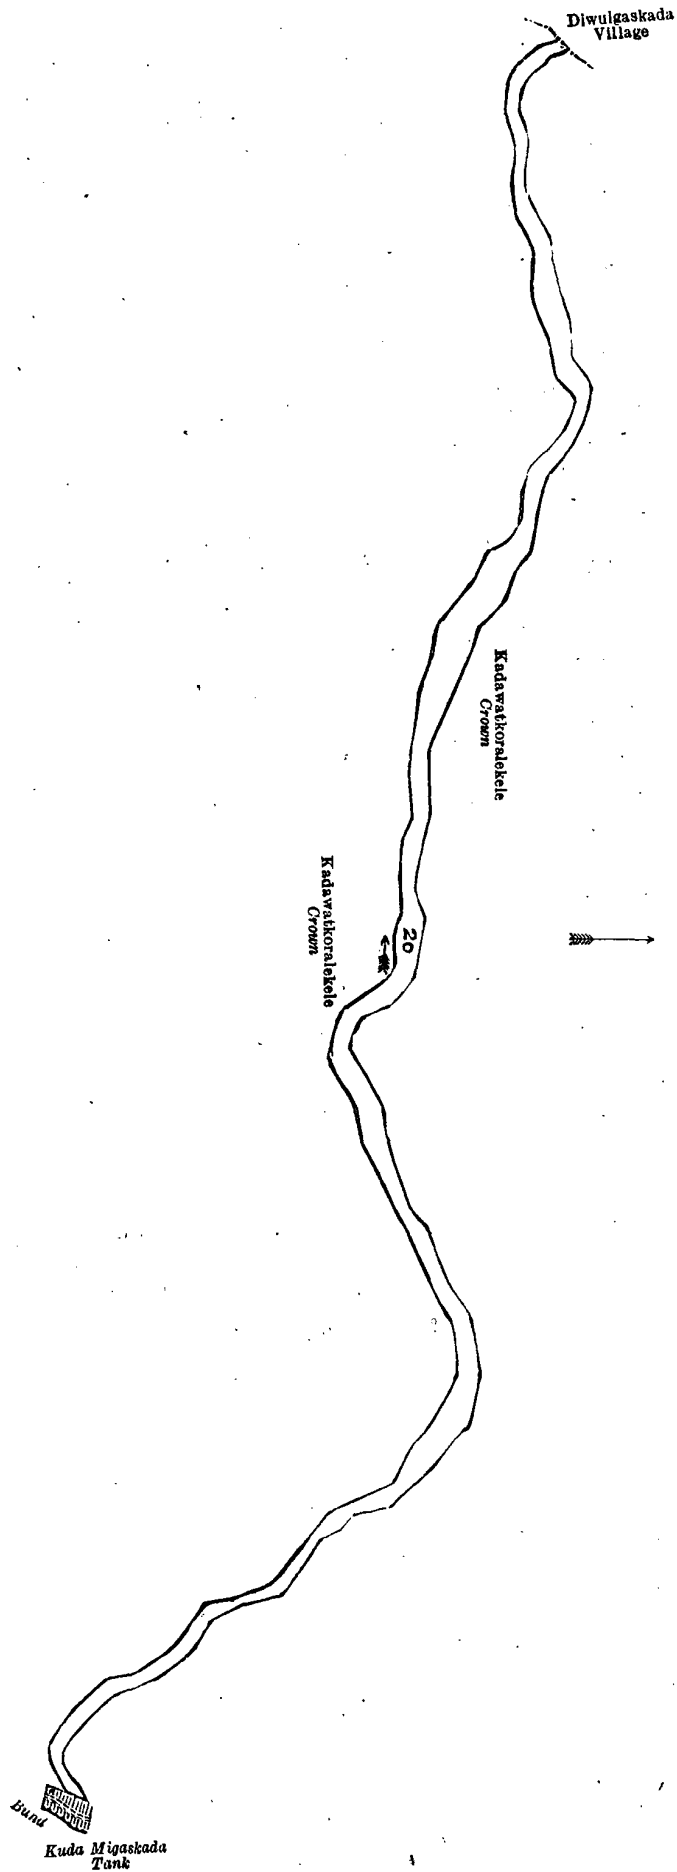 Diwulgaskada
Village
Kadawatkoralekele
Crown
Kadawatkoralekele
Crown
20
Bund
Kuda Migaskada
Tank